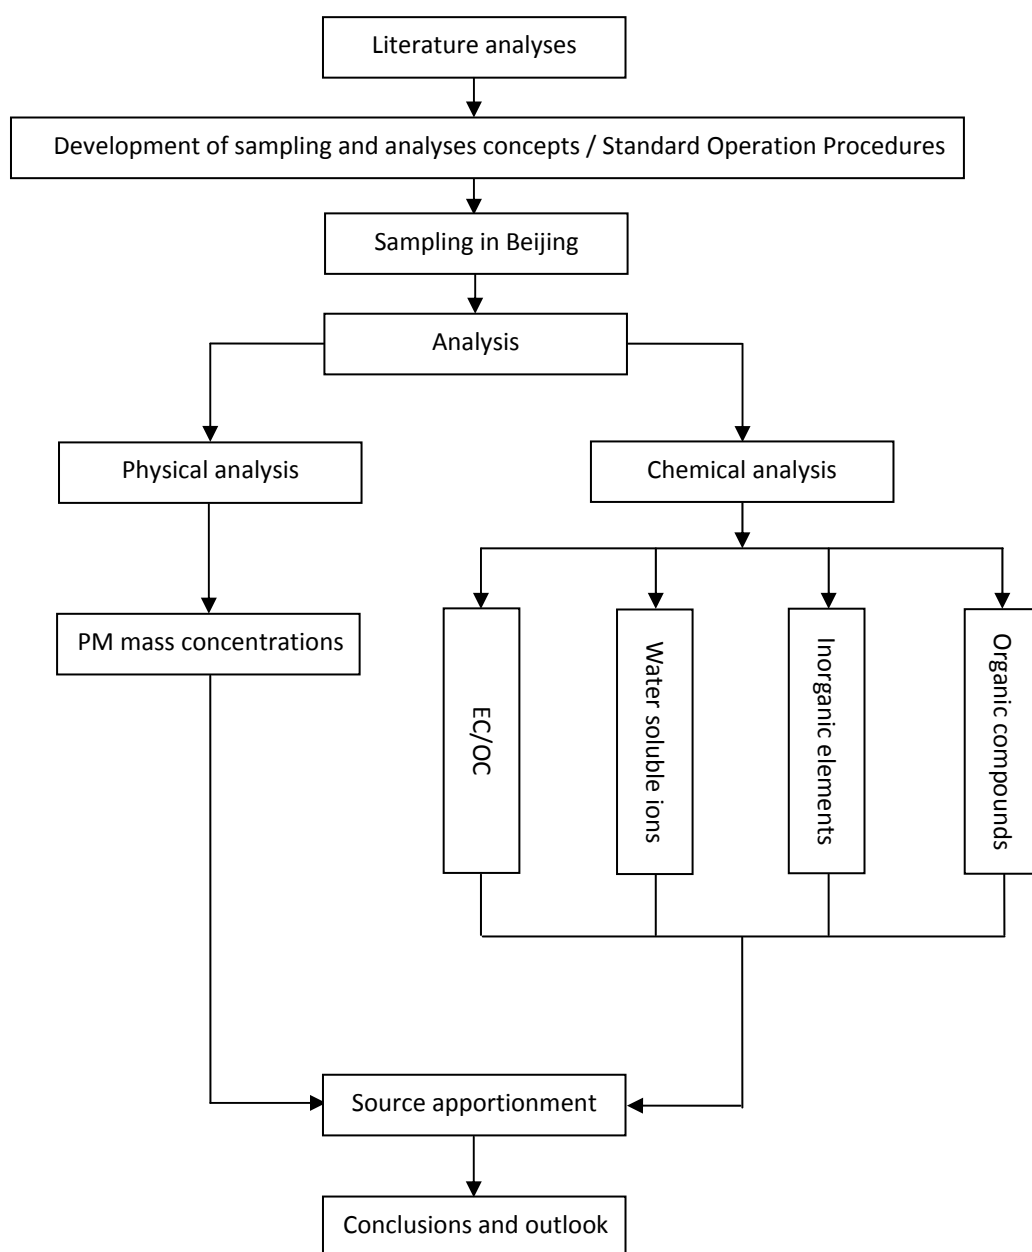 Literature analyses
Development of sampling and analyses concepts / Standard Operation Procedures
Sampling in Beijing
Analysis
Physical analysis
Chemical analysis
PM mass concentrations
EC/OC
Water soluble ions
Inorganic elements
Organic compounds
Source apportionment
Conclusions and outlook